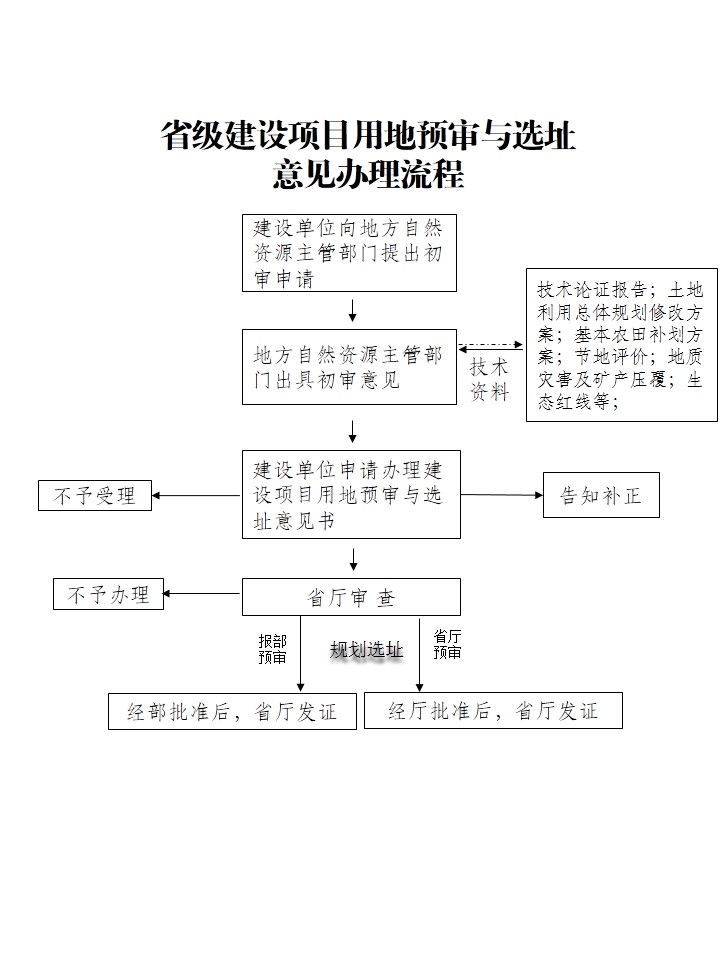 省级建设项目用地预审与选址
意见办理流程
建设单位向地方自然
资源主管部门提出初
审申请
技术论证报告；土地
利用总体规划修改方
案；基本农田补划方
案；节地评价；地质
灾害及矿产压覆；生
态红线等；
地方自然资源主管部
门出具初审意见
技术
资料
建设单位申请办理建
设项目用地预审与选
址意见书
不予受理
告知补正
不予办理
省厅审 查
报部
预审
规划选址
省厅
预审
经部批准后，省厅发证
经厅批准后，省厅发证